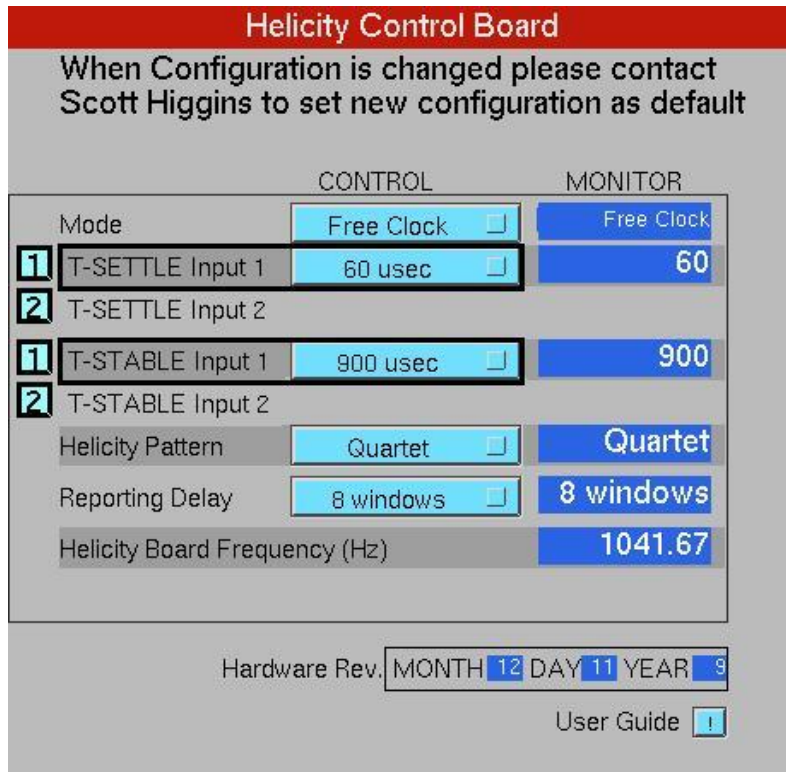 Helicity Control Board
When Configuration is changed please contact
Scott Higgins to set new configuration as default
CONTROL MONITOR
Mode Free Clock Free Clock
1 T-SETTLE Input 1 60 usec 60
2 T-SETTLE Input 2
1 T-STABLE Input 1 900 usec 900
2 T-STABLE Input 2
Helicity Pattern Quartet Quartet
Reporting Delay 8 windows 8 windows
Helicity Board Frequency (Hz) 1041.67
Hardware Rev. MONTH 12 DAY 11 YEAR 9
User Guide !